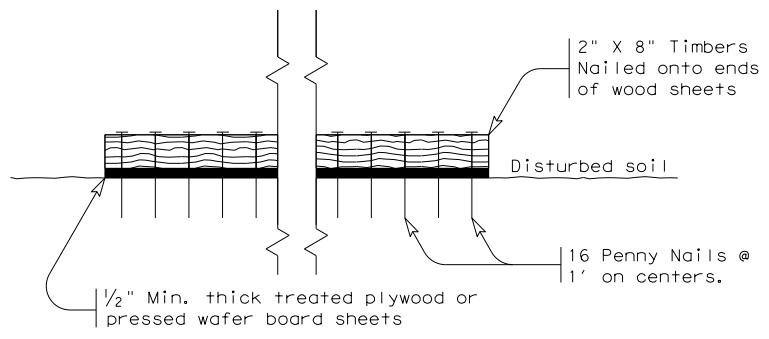 2" X 8" Timbers
Nailed onto ends
of wood sheets
Disturbed soil
16 Penny Nails @
1' on centers.
1/2" Min. thick treated plywood or
pressed wafer board sheets